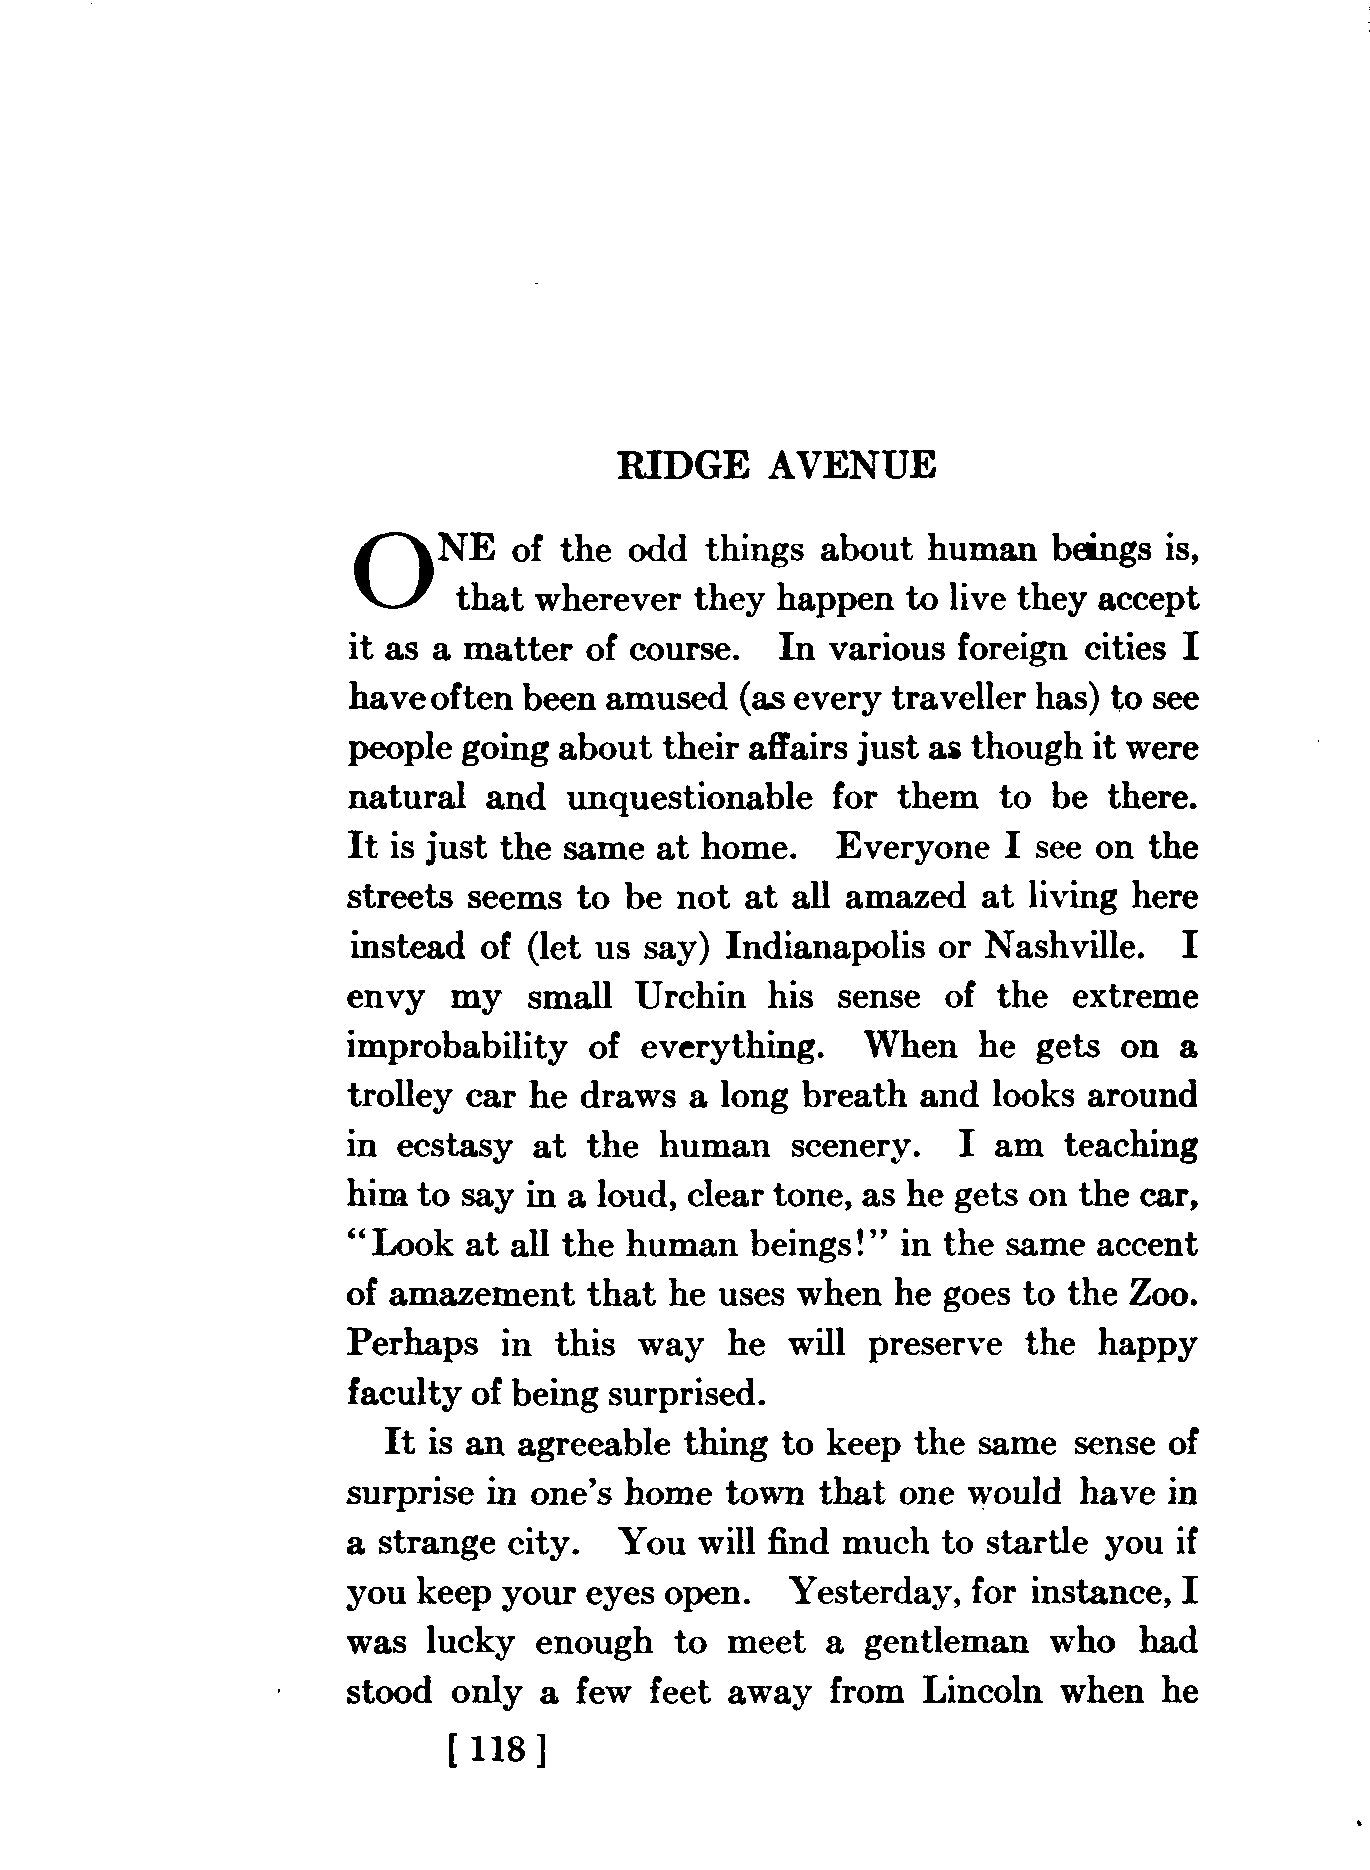 RIDGE AVENUE
ONE of the odd things about human beings is,
that wherever they happen to live they accept
it as a matter of course. In various foreign cities I
have often been amused (as every traveller has) to see
people going about their affairs just as though it were
natural and unquestionable for them to be there.
It is just the same at home. Everyone I see on the
streets seems to be not at all amazed at living here
instead of (let us say) Indianapolis or Nashville. I
envy my small Urchin his sense of the extreme
improbability of everything. When he gets on a
trolley car he draws a long breath and looks around
in ecstasy at the human scenery. I am teaching
him to say in a loud, clear tone, as he gets on the car,
"Look at all the human beings!" in the same accent
of amazement that he uses when he goes to the Zoo.
Perhaps in this way he will preserve the happy
faculty of being surprised.
It is an agreeable thing to keep the same sense of
surprise in one's home town that one would have in
a strange city. You will find much to startle you if
you keep your eyes open. Yesterday, for instance, I
was lucky enough to meet a gentleman who had
stood only a few feet away from Lincoln when he
[ 118 ]